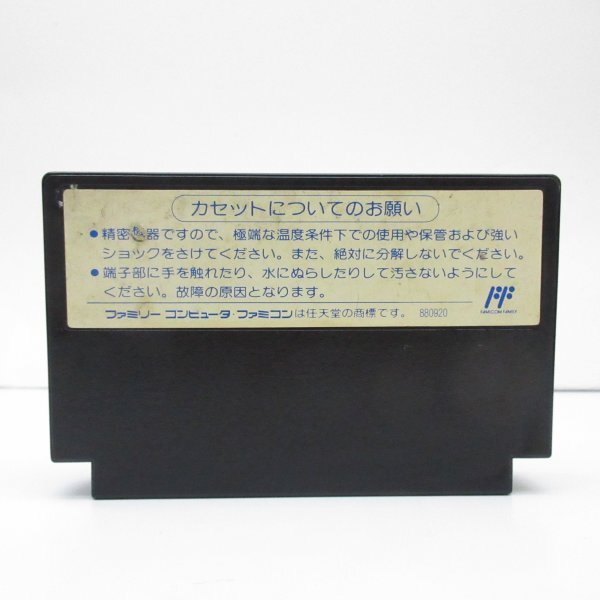 カセットについてのお願い
●精密機器ですので、極端な温度条件下での使用や保管及び強い
ショックをさけてください。また、絶対に分解しないでください。
●端子部に手を触れたり、水にぬらしたりして汚さないようにして
ください。故障の原因となります。
FAMICOM FAMILY
ファミリーコンピュータ・ファミコンは任天堂の商標です。 880920